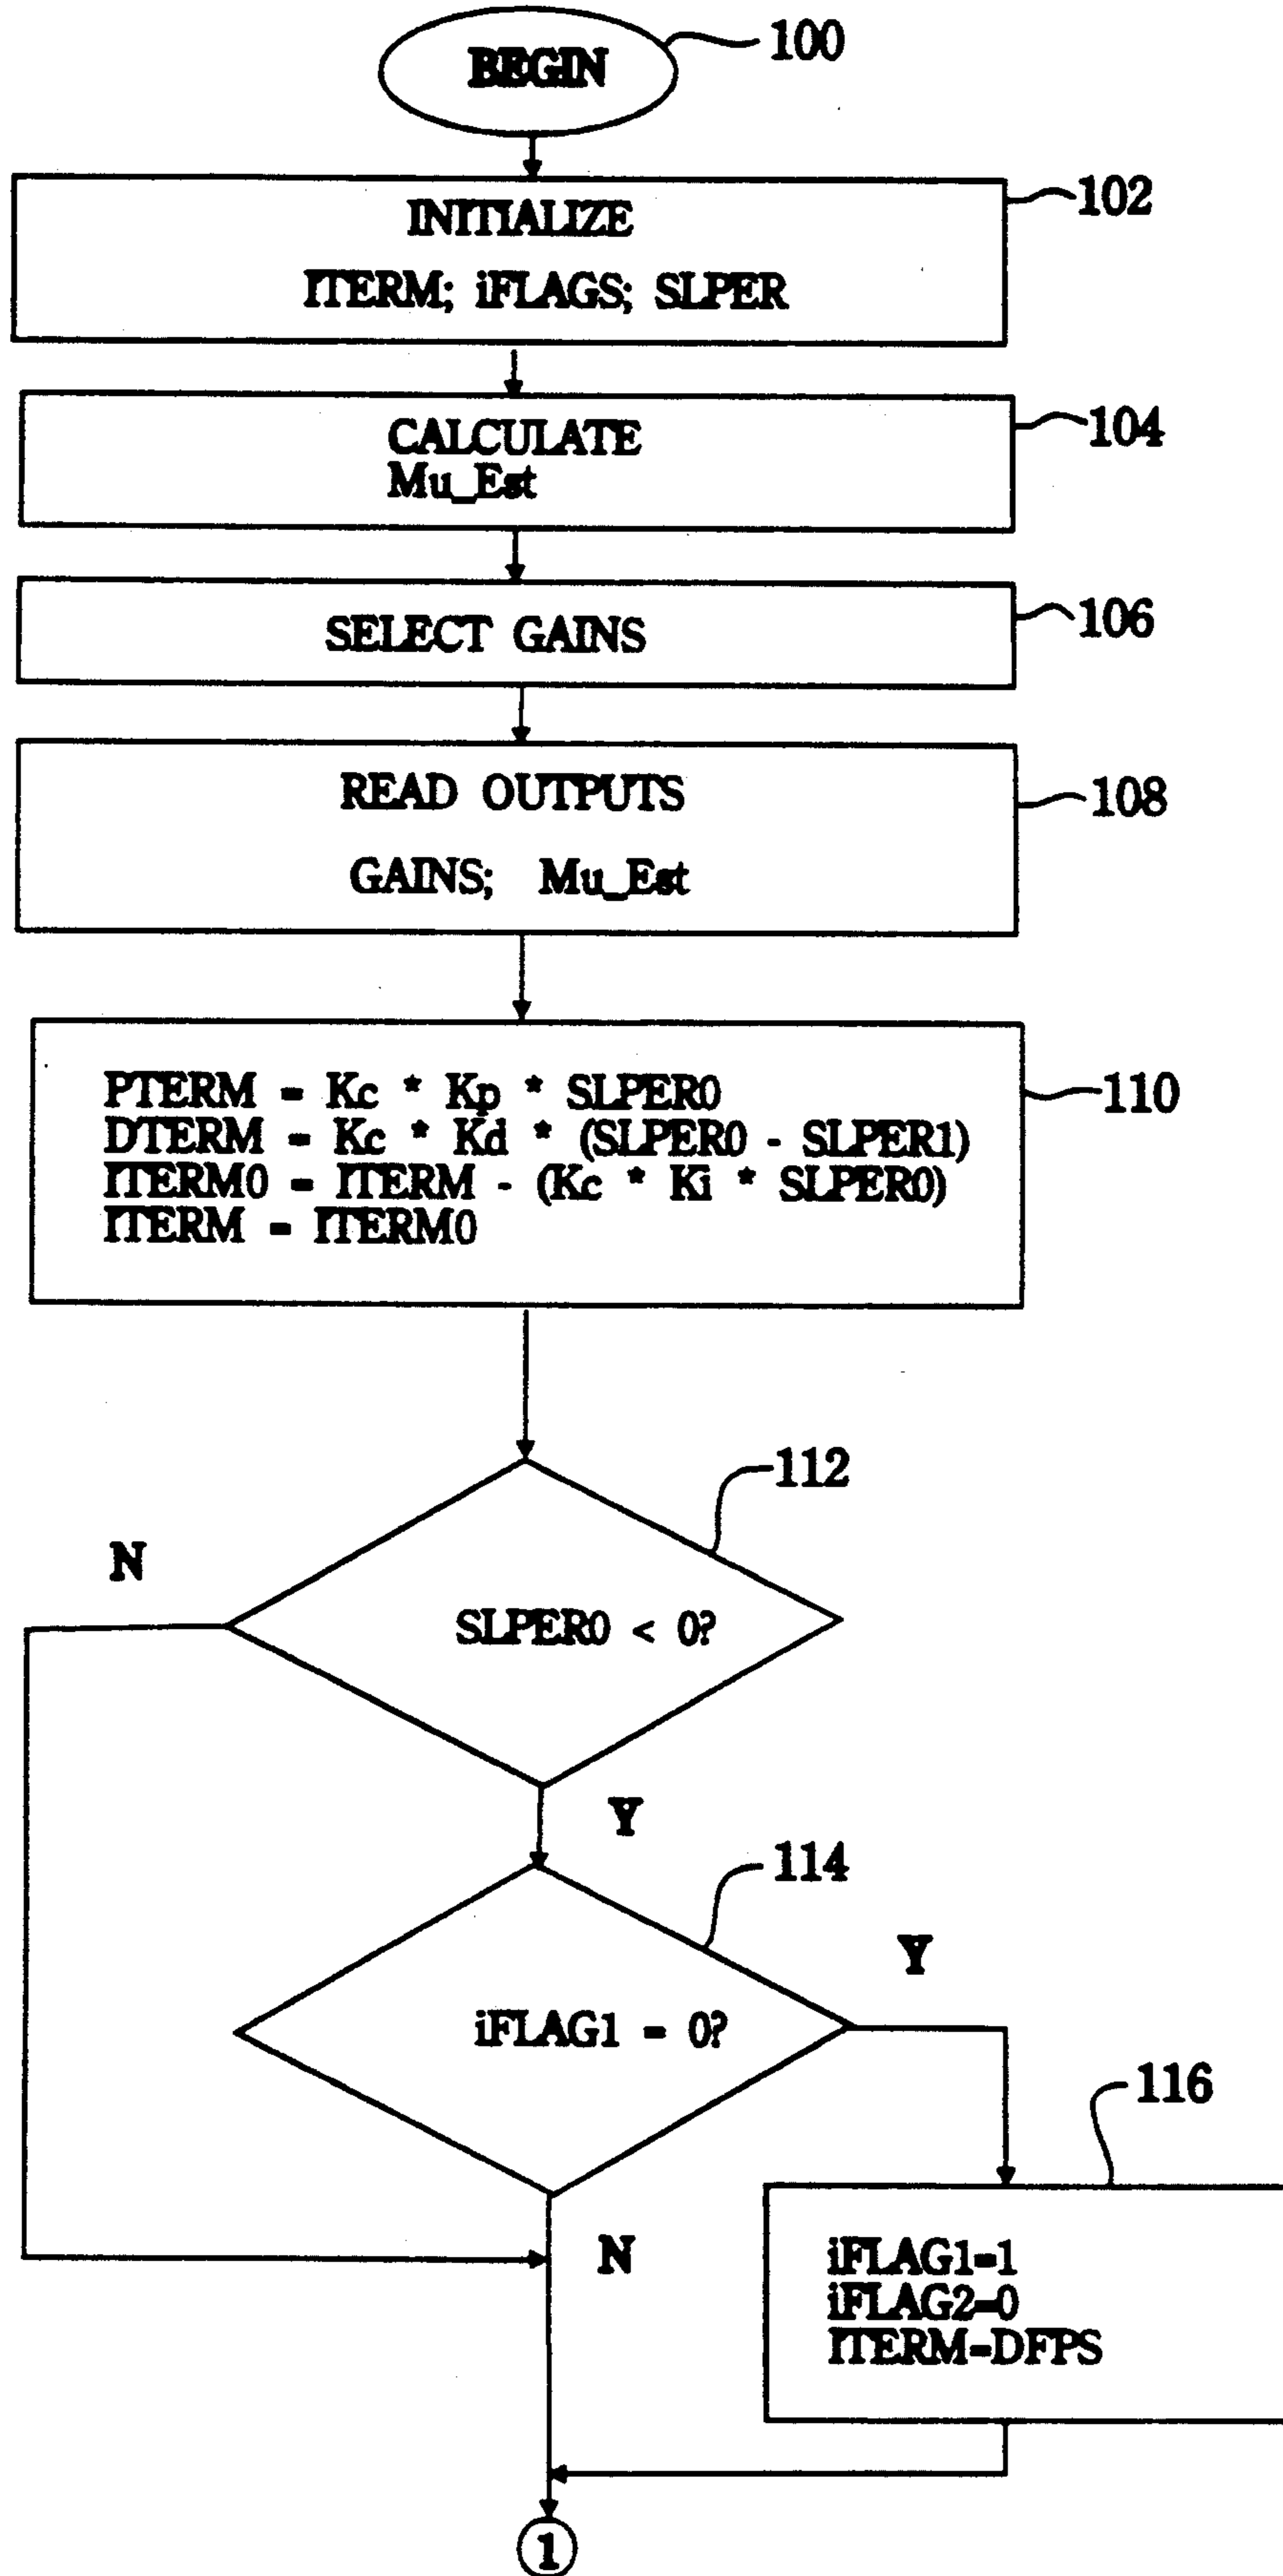 BEGIN
100
INITIALIZE
ITERM; iFLAGS; SLPER
102
CALCULATE
Mu_Est
104
SELECT GAINS
106
READ OUTPUTS
GAINS; Mu_Est
108
PTERM = Kc * Kp * SLPER0
DTERM = Kc * Kd * (SLPER0 - SLPER1)
ITERM0 = ITERM - (Kc * Ki * SLPER0)
ITERM = ITERM0
110
112
N
SLPER0 < 0?
Y
114
Y
iFLAG1 = 0?
116
N
iFLAG1=1
iFLAG2=0
ITERM=DFPS
1